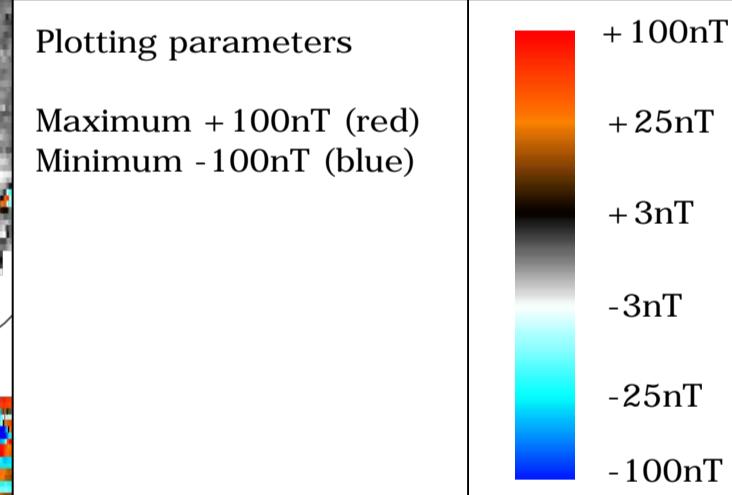 Plotting parameters
Maximum +100nT (red)
Minimum -100nT (blue)
+100nT
+25nT
+3nT
-3nT
-25nT
-100nT